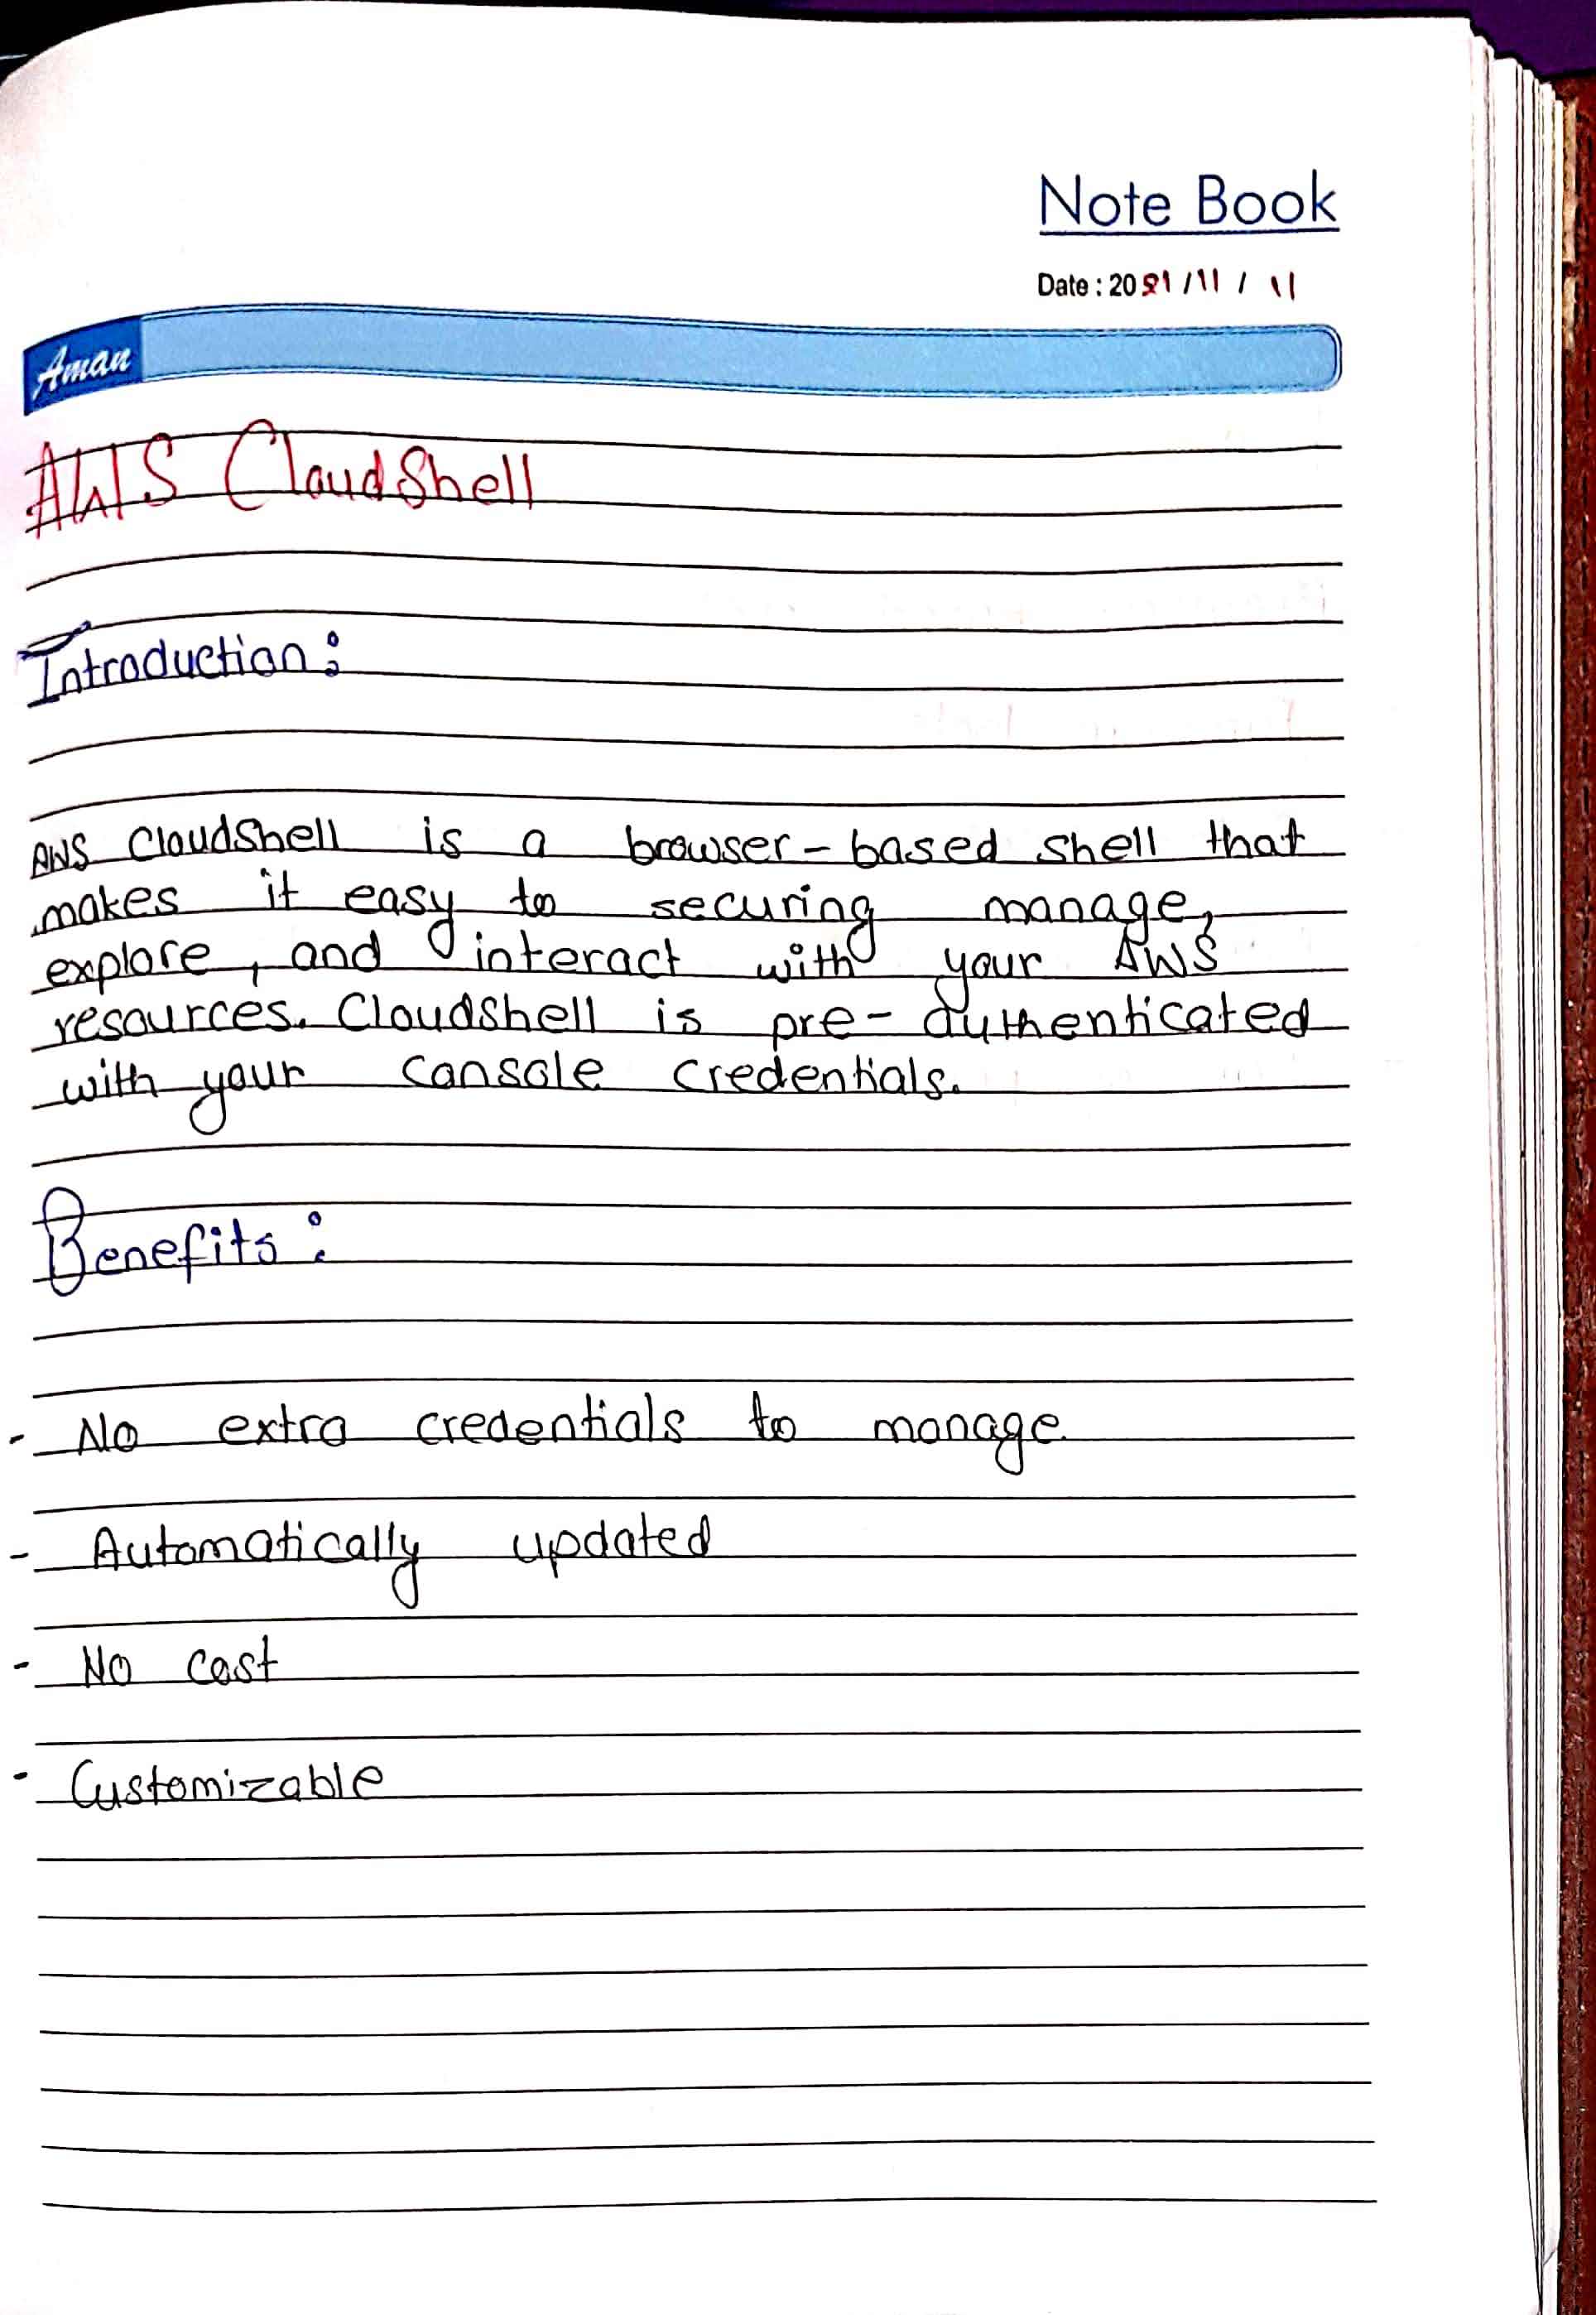 Note Book
Date : 2021 / 11 / 11
Aman
AWS CloudShell
Introduction :
AWS CloudShell is a browser-based shell that
makes it easy to securing manage,
explore, and interact with your AWS
resources. Cloudshell is pre-authenticated
with your console credentials.
Benefits :
- No extra credentials to manage.
- Automatically updated
- No cost
- Customizable